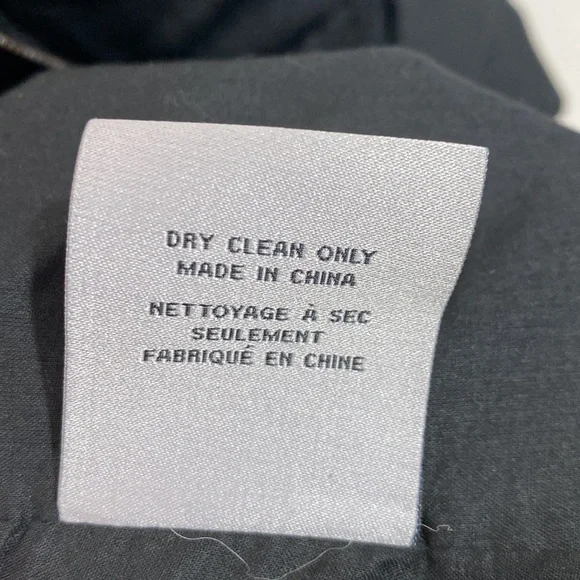 DRY CLEAN ONLY
MADE IN CHINA
NETTOYAGE À SEC
SEULEMENT
FABRIQUÉ EN CHINE